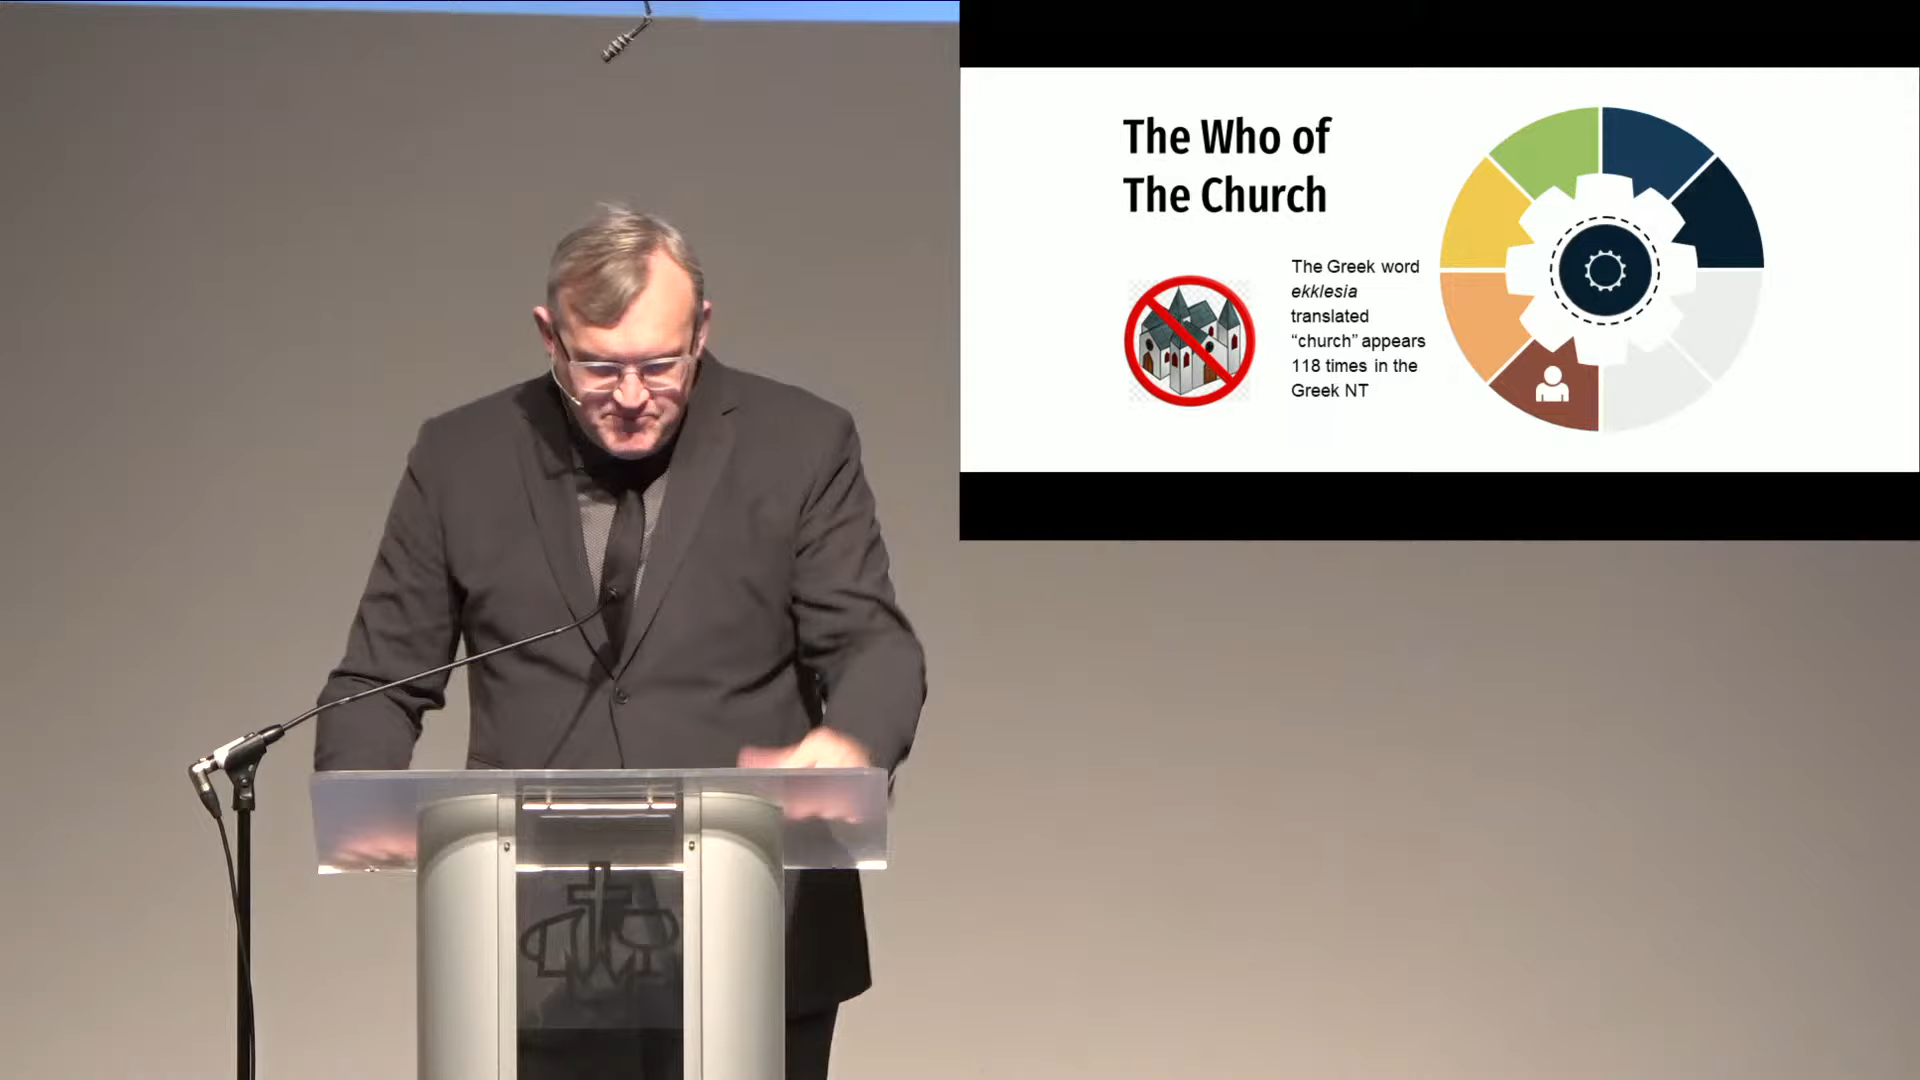 The Who of
The Church
The Greek word
ekklesia
translated
“church” appears
118 times in the
Greek NT